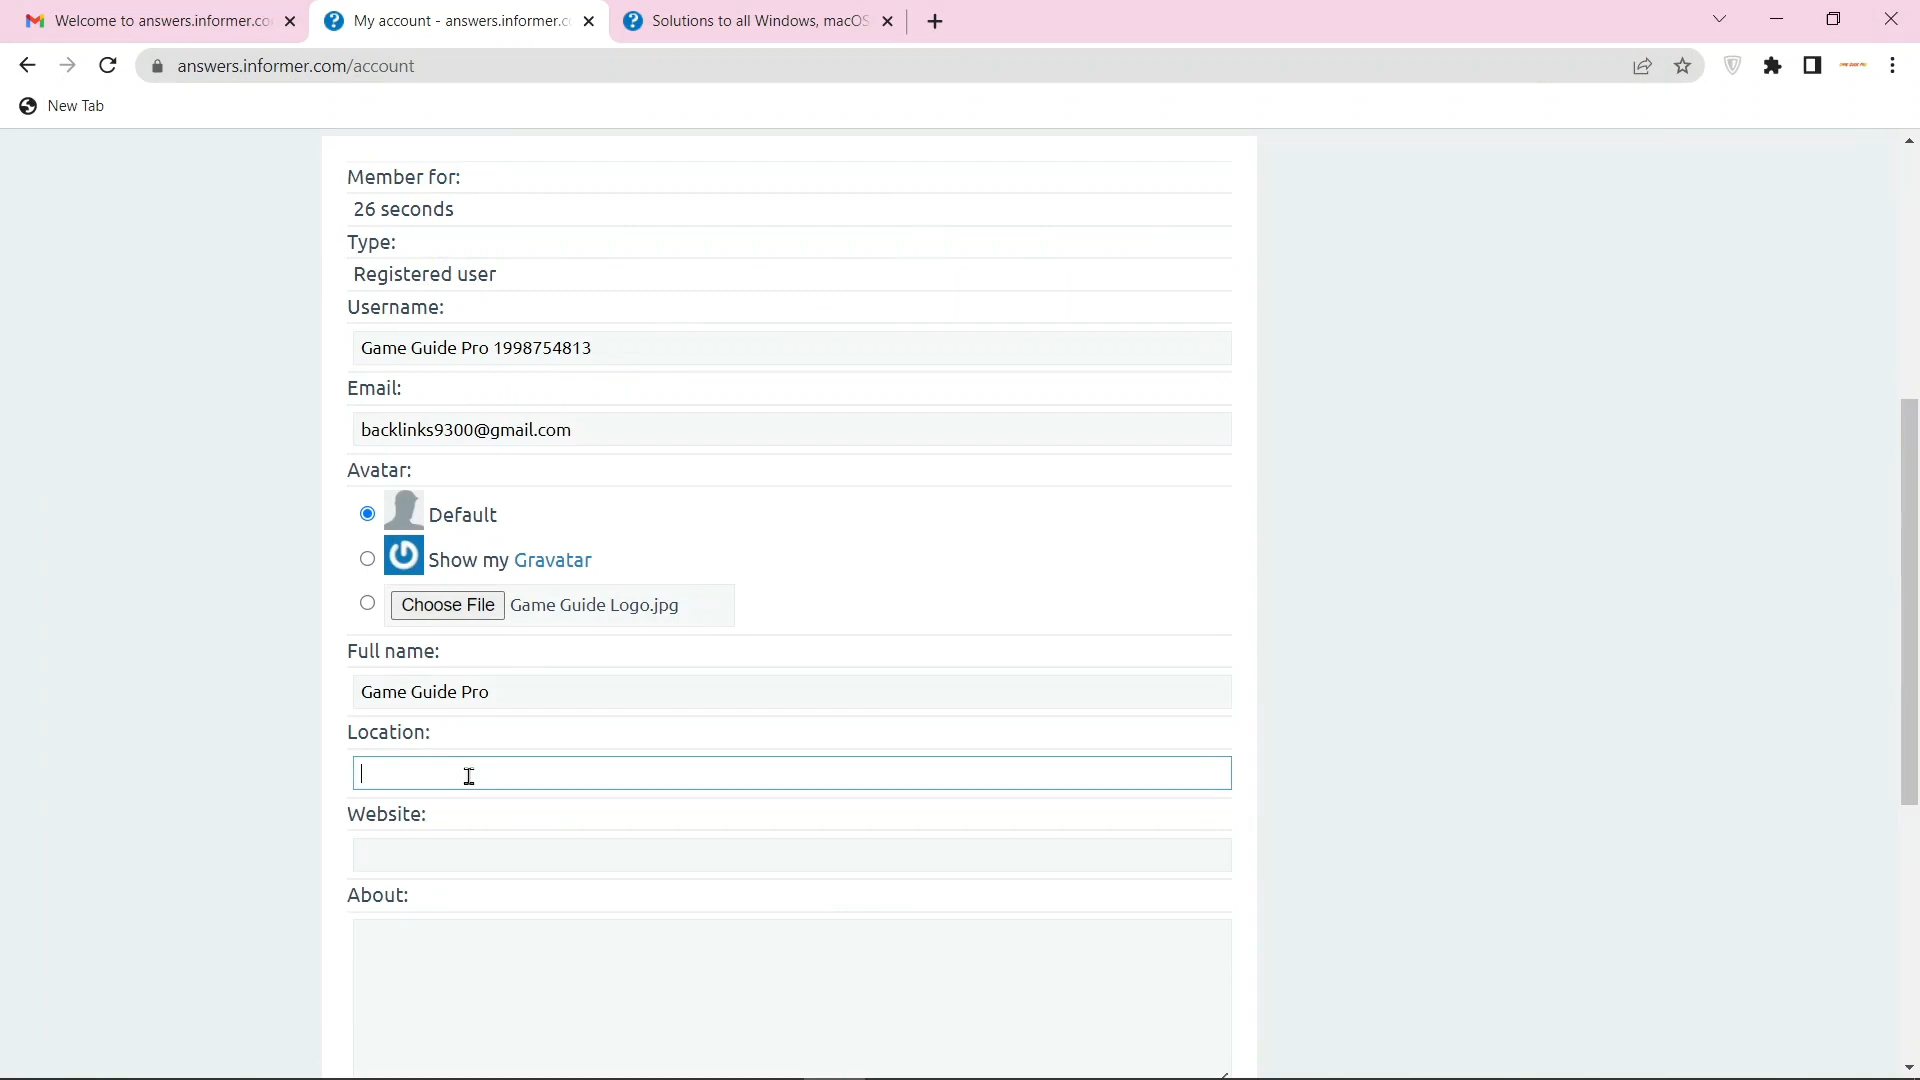 Welcome to answers.informer.co
My account - answers.informer.c
Solutions to all Windows, macOS
answers.informer.com/account
New Tab
Member for:
26 seconds
Type:
Registered user
Username:
Game Guide Pro 1998754813
Email:
backlinks9300@gmail.com
Avatar:
Default
Show my Gravatar
Choose File Game Guide Logo.jpg
Full name:
Game Guide Pro
Location:
Website:
About: